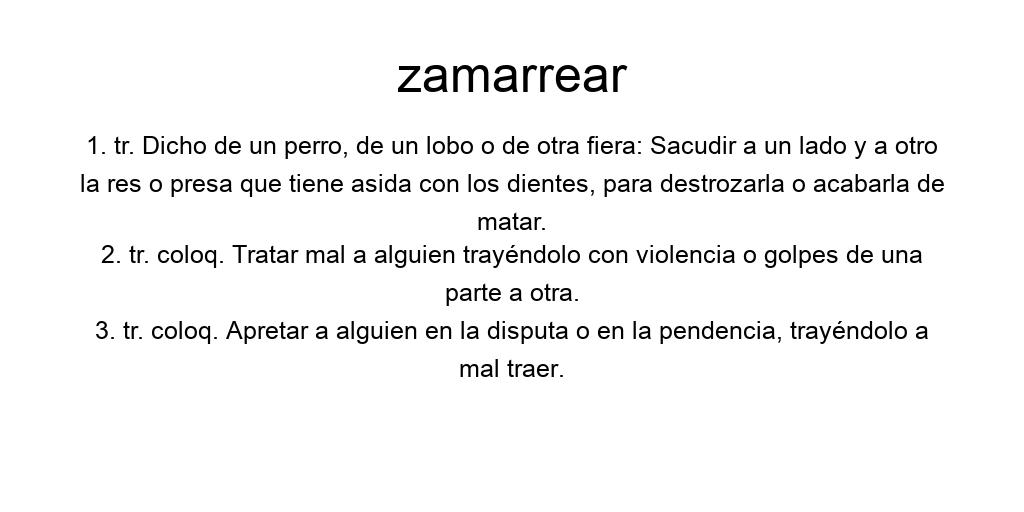 zamarrear
1. tr. Dicho de un perro, de un lobo o de otra fiera: Sacudir a un lado y a otro
la res o presa que tiene asida con los dientes, para destrozarla o acabarla de
matar.
2. tr. coloq. Tratar mal a alguien trayéndolo con violencia o golpes de una
parte a otra.
3. tr. coloq. Apretar a alguien en la disputa o en la pendencia, trayéndolo a
mal traer.